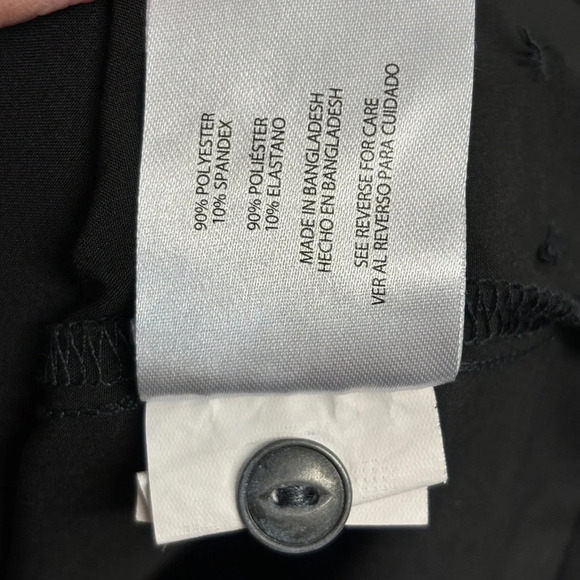 90% POLYESTER
10% SPANDEX
90% POLIÉSTER
10% ELASTANO
MADE IN BANGLADESH
HECHO EN BANGLADESH
SEE REVERSE FOR CARE
VER AL REVERSO PARA CUIDADO